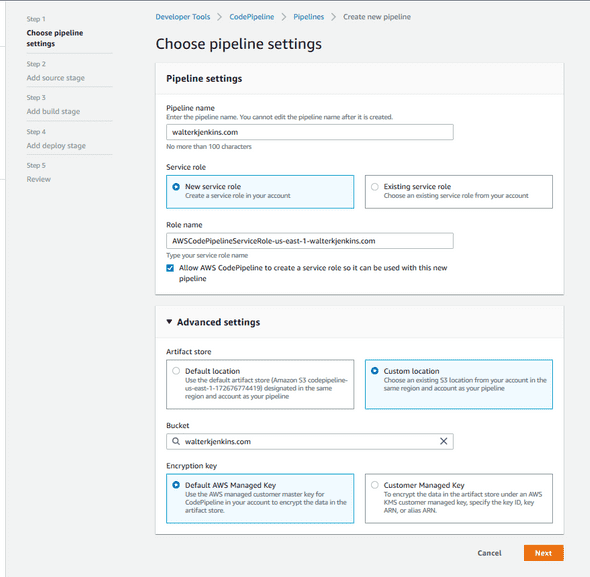 Developer Tools > CodePipeline > Pipelines > Create new pipeline
Step 1
Choose pipeline
settings
Step 2
Add source stage
Step 3
Add build stage
Step 4
Add deploy stage
Step 5
Review
Choose pipeline settings
Pipeline settings
Pipeline name
Enter the pipeline name. You cannot edit the pipeline name after it is created.
walterkjenkins.com
No more than 100 characters
Service role
New service role
Create a service role in your account
Existing service role
Choose an existing service role from your account
Role name
AWSCodePipelineServiceRole-us-east-1-walterkjenkins.com
Type your service role name
Allow AWS CodePipeline to create a service role so it can be used with this new
pipeline
Advanced settings
Artifact store
Default location
Use the default artifact store (Amazon S3 codepipeline-
us-east-1-172676774419) designated in the same
region and account as your pipeline
Custom location
Choose an existing S3 location from your account in the
same region and account as your pipeline
Bucket
walterkjenkins.com
Encryption key
Default AWS Managed Key
Use the AWS managed customer master key for
CodePipeline in your account to encrypt the data in the
artifact store.
Customer Managed Key
To encrypt the data in the artifact store under an AWS
KMS customer managed key, specify the key ID, key
ARN, or alias ARN.
Cancel
Next